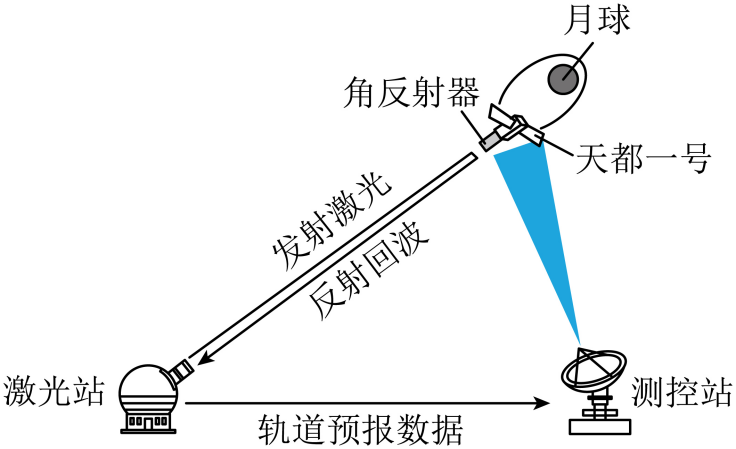 月球
角反射器
天都一号
发射激光
反射回波
激光站
测控站
轨道预报数据